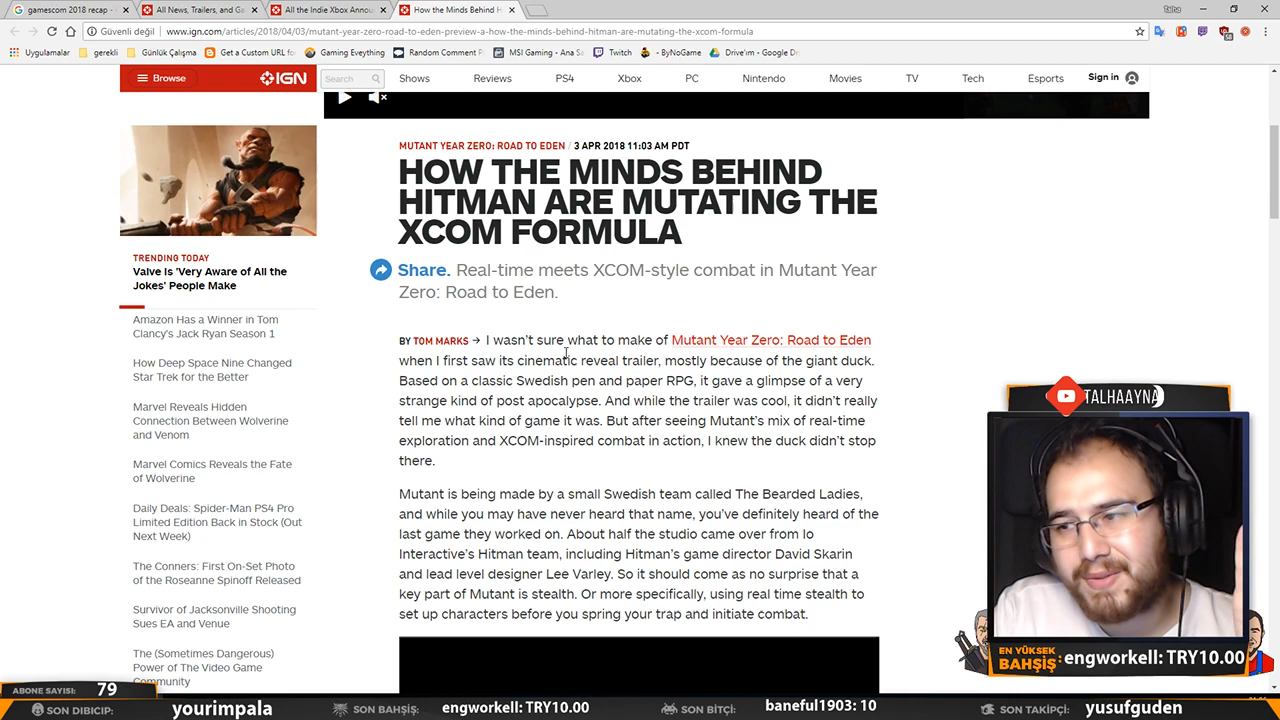 gamescom 2018 recap -
All News, Trailers, and Ga
All the Indie Xbox Announ
How the Minds Behind H
Talha
Güvenli değil
www.ign.com/articles/2018/04/03/mutant-year-zero-road-to-eden-preview-a-how-the-minds-behind-hitman-are-mutating-the-xcom-formula
Uygulamalar
gerekli
Günlük Çalışma
Get a Custom URL for
Gaming Eveything
Random Comment P
MSI Gaming - Ana Sa
Twitch
- ByNoGame
Drive'ım - Google Dr
Browse
IGN
Search
Shows
Reviews
PS4
Xbox
PC
Nintendo
Movies
TV
Tech
Esports
Sign in
MUTANT YEAR ZERO: ROAD TO EDEN / 3 APR 2018 11:03 AM PDT
HOW THE MINDS BEHIND
HITMAN ARE MUTATING THE
XCOM FORMULA
Share. Real-time meets XCOM-style combat in Mutant Year
Zero: Road to Eden.
BY TOM MARKS → I wasn't sure what to make of Mutant Year Zero: Road to Eden
when I first saw its cinematic reveal trailer, mostly because of the giant duck.
Based on a classic Swedish pen and paper RPG, it gave a glimpse of a very
strange kind of post apocalypse. And while the trailer was cool, it didn't really
tell me what kind of game it was. But after seeing Mutant's mix of real-time
exploration and XCOM-inspired combat in action, I knew the duck didn't stop
there.
Mutant is being made by a small Swedish team called The Bearded Ladies,
and while you may have never heard that name, you've definitely heard of the
last game they worked on. About half the studio came over from Io
Interactive's Hitman team, including Hitman's game director David Skarin
and lead level designer Lee Varley. So it should come as no surprise that a
key part of Mutant is stealth. Or more specifically, using real time stealth to
set up characters before you spring your trap and initiate combat.
TRENDING TODAY
Valve Is 'Very Aware of All the
Jokes' People Make
Amazon Has a Winner in Tom
Clancy's Jack Ryan Season 1
How Deep Space Nine Changed
Star Trek for the Better
Marvel Reveals Hidden
Connection Between Wolverine
and Venom
Marvel Comics Reveals the Fate
of Wolverine
Daily Deals: Spider-Man PS4 Pro
Limited Edition Back in Stock (Out
Next Week)
The Conners: First On-Set Photo
of the Roseanne Spinoff Released
Survivor of Jacksonville Shooting
Sues EA and Venue
The (Sometimes Dangerous)
Power of The Video Game
Community
TALHAAYNA
EN YÜKSEK
BAHŞİŞ
:engworkell: TRY10.00
ABONE SAYISI: 79
SON DIBICIP: yourimpala
SON BAHŞİŞ: engworkell: TRY10.00
SON BİTÇİ: baneful1903: 10
SON TAKİPÇİ: yusufguden